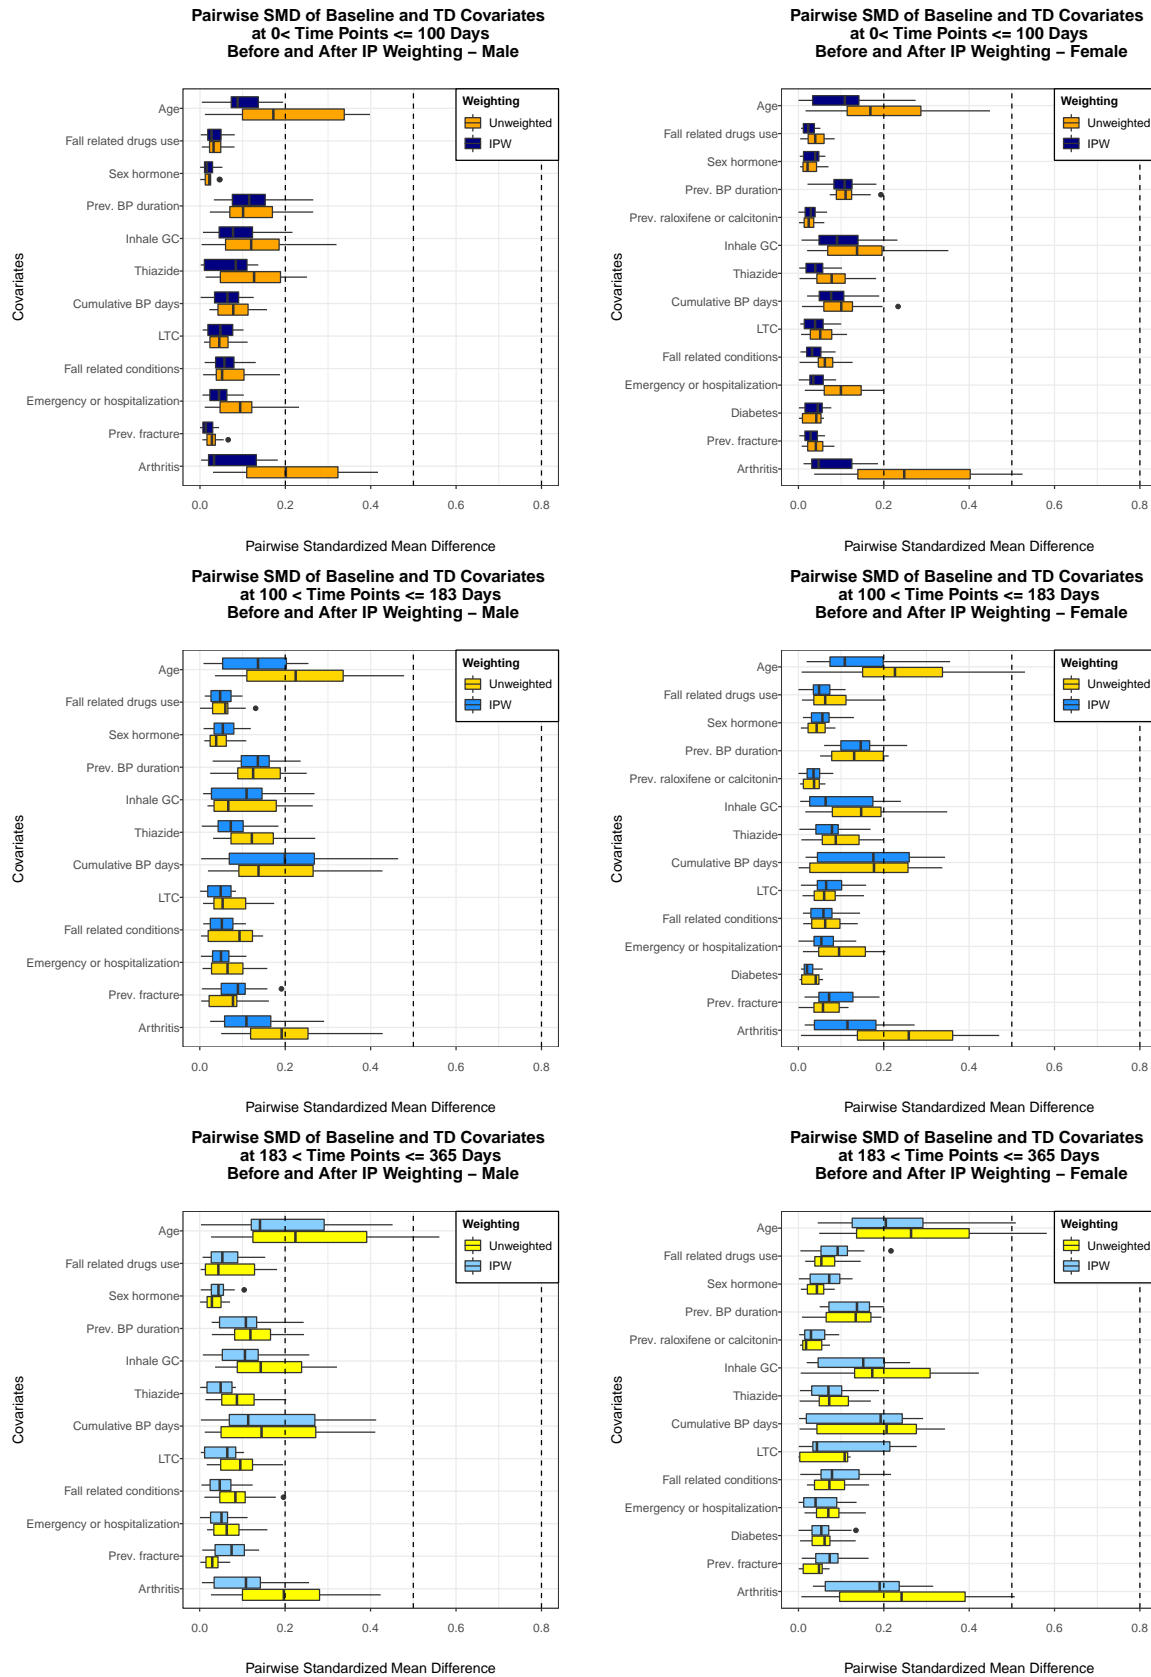 Pairwise SMD of Baseline and TD Covariates
at 0< Time Points <= 100 Days
Before and After IP Weighting – Male
Covariates
Age
Fall related drugs use
Sex hormone
Prev. BP duration
Inhale GC
Thiazide
Cumulative BP days
LTC
Fall related conditions
Emergency or hospitalization
Prev. fracture
Arthritis
Weighting
Unweighted
IPW
0.0 0.2 0.4 0.6 0.8
Pairwise Standardized Mean Difference
Pairwise SMD of Baseline and TD Covariates
at 0< Time Points <= 100 Days
Before and After IP Weighting – Female
Covariates
Age
Fall related drugs use
Sex hormone
Prev. BP duration
Prev. raloxifene or calcitonin
Inhale GC
Thiazide
Cumulative BP days
LTC
Fall related conditions
Emergency or hospitalization
Diabetes
Prev. fracture
Arthritis
Weighting
Unweighted
IPW
0.0 0.2 0.4 0.6 0.8
Pairwise Standardized Mean Difference
Pairwise SMD of Baseline and TD Covariates
at 100 < Time Points <= 183 Days
Before and After IP Weighting – Male
Covariates
Age
Fall related drugs use
Sex hormone
Prev. BP duration
Inhale GC
Thiazide
Cumulative BP days
LTC
Fall related conditions
Emergency or hospitalization
Prev. fracture
Arthritis
Weighting
Unweighted
IPW
0.0 0.2 0.4 0.6 0.8
Pairwise Standardized Mean Difference
Pairwise SMD of Baseline and TD Covariates
at 100 < Time Points <= 183 Days
Before and After IP Weighting – Female
Covariates
Age
Fall related drugs use
Sex hormone
Prev. BP duration
Prev. raloxifene or calcitonin
Inhale GC
Thiazide
Cumulative BP days
LTC
Fall related conditions
Emergency or hospitalization
Diabetes
Prev. fracture
Arthritis
Weighting
Unweighted
IPW
0.0 0.2 0.4 0.6 0.8
Pairwise Standardized Mean Difference
Pairwise SMD of Baseline and TD Covariates
at 183 < Time Points <= 365 Days
Before and After IP Weighting – Male
Covariates
Age
Fall related drugs use
Sex hormone
Prev. BP duration
Inhale GC
Thiazide
Cumulative BP days
LTC
Fall related conditions
Emergency or hospitalization
Prev. fracture
Arthritis
Weighting
Unweighted
IPW
0.0 0.2 0.4 0.6 0.8
Pairwise Standardized Mean Difference
Pairwise SMD of Baseline and TD Covariates
at 183 < Time Points <= 365 Days
Before and After IP Weighting – Female
Covariates
Age
Fall related drugs use
Sex hormone
Prev. BP duration
Prev. raloxifene or calcitonin
Inhale GC
Thiazide
Cumulative BP days
LTC
Fall related conditions
Emergency or hospitalization
Diabetes
Prev. fracture
Arthritis
Weighting
Unweighted
IPW
0.0 0.2 0.4 0.6 0.8
Pairwise Standardized Mean Difference